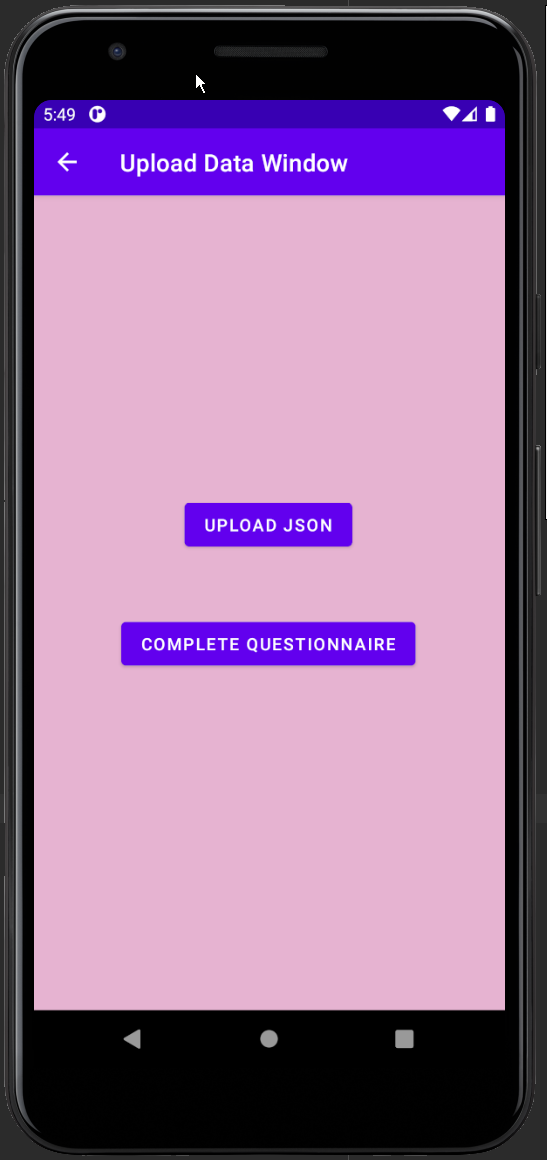 5:49
Upload Data Window
UPLOAD JSON
COMPLETE QUESTIONNAIRE